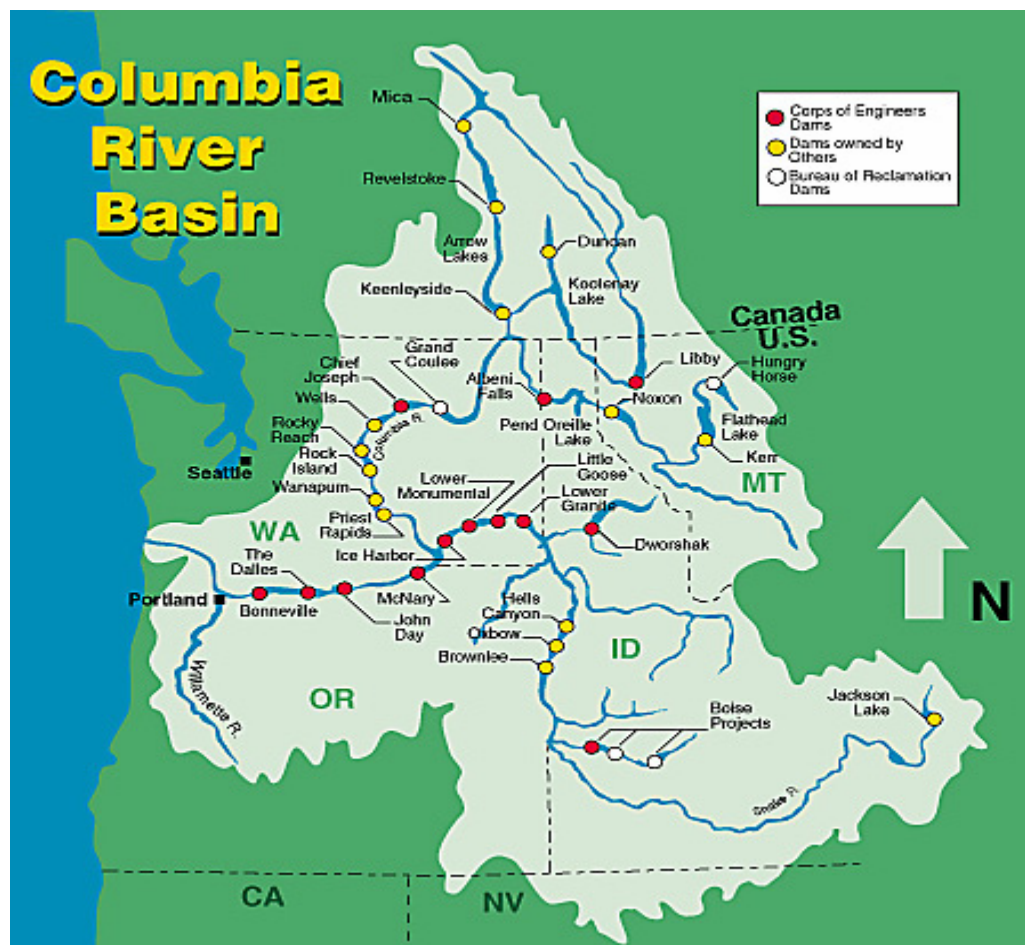 Columbia
River
Basin
Corps of Engineers
Dams
Dams owned by
Others
Bureau of Reclamation
Dams
Mica
Revelstoke
Arrow
Lakes
Duncan
Kootenay
Lake
Keenleyside
Canada
U.S.
Grand
Coulee
Chief
Joseph
Albeni
Falls
Libby
Hungry
Horse
Wells
Noxon
Rocky
Reach
Columbia R.
Pend Oreille
Lake
Flathead
Lake
Rock
Island
Kerr
Seattle
Little
Goose
Wanapum
Lower
Monumental
Lower
Granite
MT
Priest
Rapids
WA
Ice Harbor
Dworshak
The
Dalles
Portland
Bonneville
McNary
John
Day
Hells
Canyon
Oxbow
Brownlee
ID
N
Willamette R.
OR
Boise
Projects
Jackson
Lake
Snake R.
CA
NV